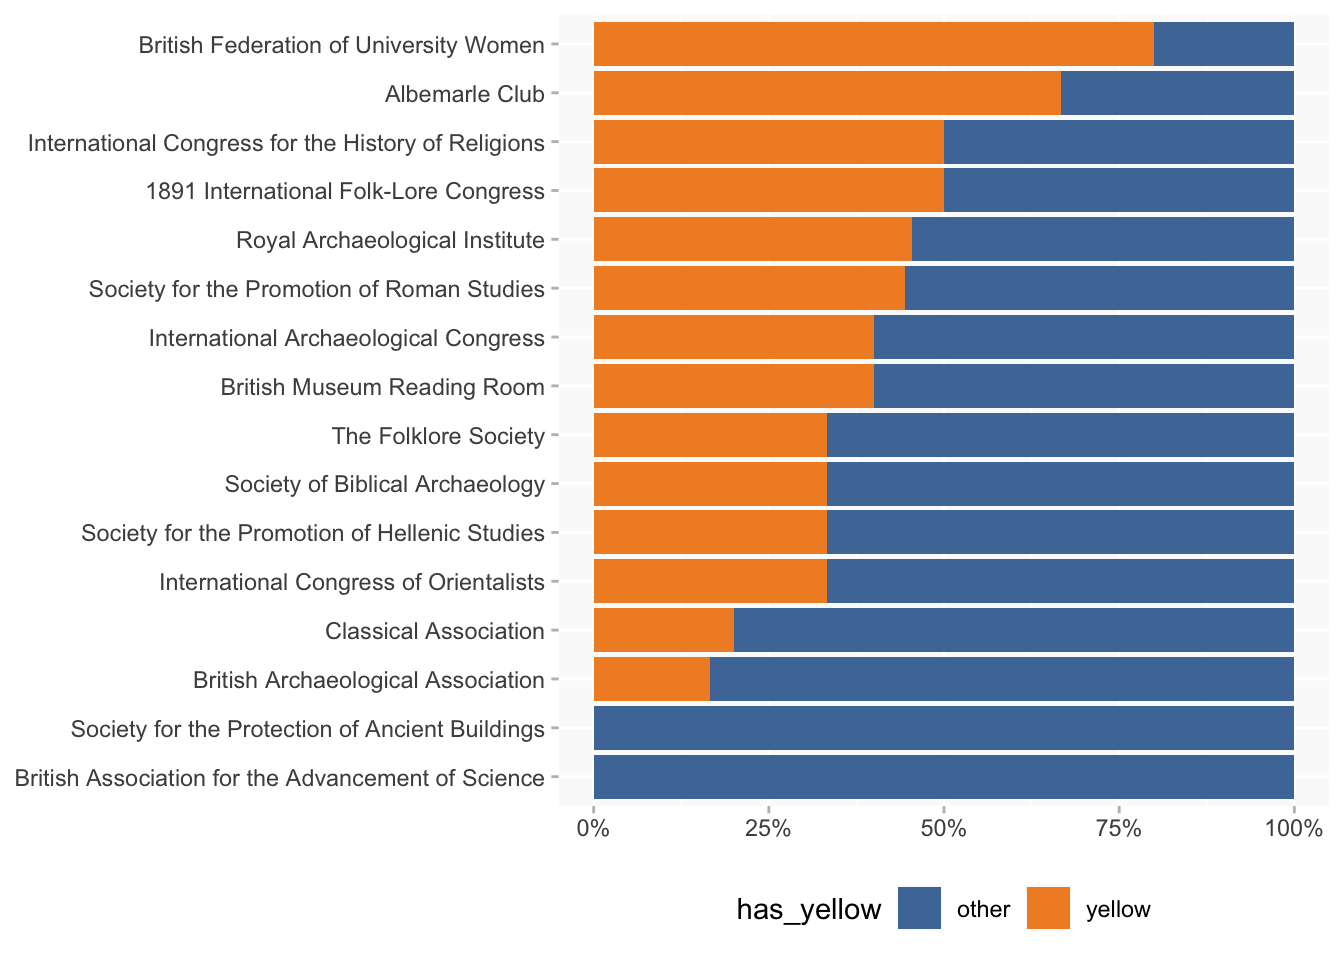 British Federation of University Women
Albemarle Club
International Congress for the History of Religions
1891 International Folk-Lore Congress
Royal Archaeological Institute
Society for the Promotion of Roman Studies
International Archaeological Congress
British Museum Reading Room
The Folklore Society
Society of Biblical Archaeology
Society for the Promotion of Hellenic Studies
International Congress of Orientalists
Classical Association
British Archaeological Association
Society for the Protection of Ancient Buildings
British Association for the Advancement of Science
0% 25% 50% 75% 100%
has_yellow other yellow